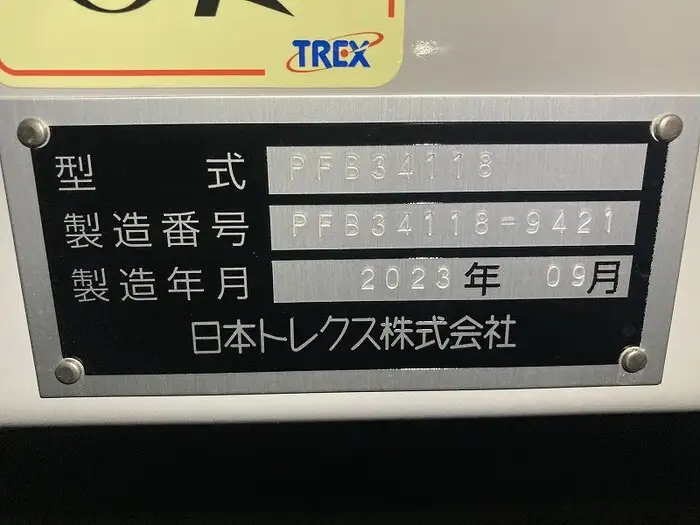 TREX
型式 PFB34118
製造番号 PFB34118-9421
製造年月 2023年 09月
日本トレクス株式会社